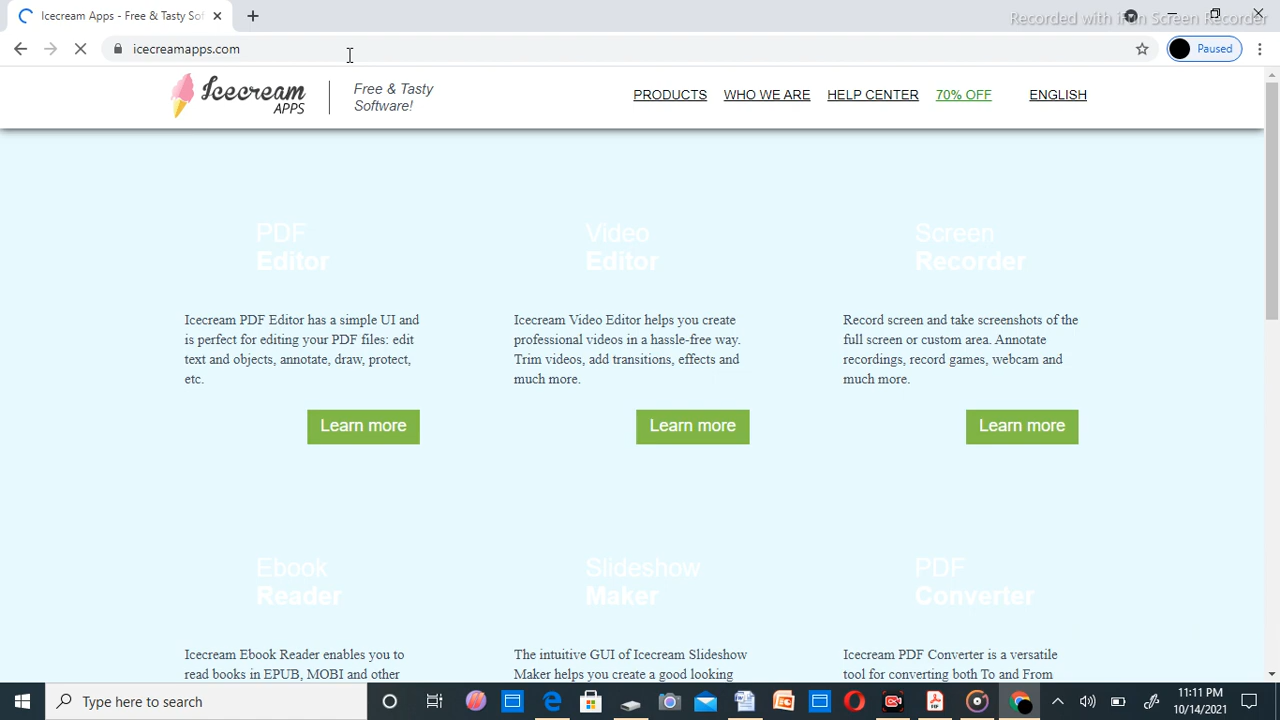 Icecream Apps - Free & Tasty Sof
Recorded with iFun Screen Recorder
icecreamapps.com
Paused
Icecream
APPS
Free & Tasty
Software!
PRODUCTS WHO WE ARE HELP CENTER 70% OFF ENGLISH
PDF
Editor
Icecream PDF Editor has a simple UI and
is perfect for editing your PDF files: edit
text and objects, annotate, draw, protect,
etc.
Learn more
Video
Editor
Icecream Video Editor helps you create
professional videos in a hassle-free way.
Trim videos, add transitions, effects and
much more.
Learn more
Screen
Recorder
Record screen and take screenshots of the
full screen or custom area. Annotate
recordings, record games, webcam and
much more.
Learn more
Ebook
Reader
Icecream Ebook Reader enables you to
read books in EPUB, MOBI and other
Slideshow
Maker
The intuitive GUI of Icecream Slideshow
Maker helps you create a good looking
PDF
Converter
Icecream PDF Converter is a versatile
tool for converting both To and From
Type here to search
11:11 PM
10/14/2021